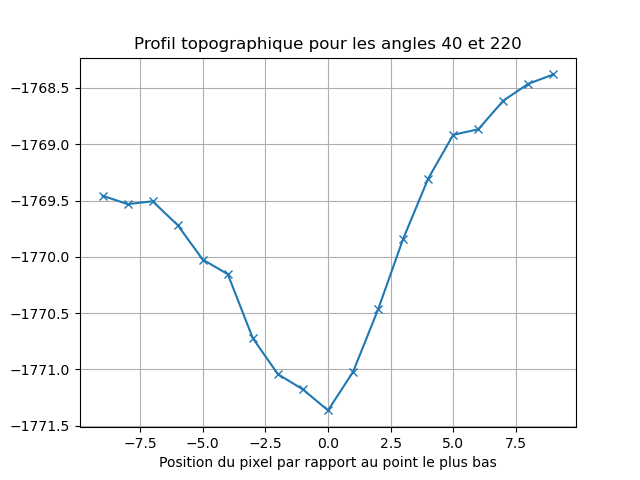 Profil topographique pour les angles 40 et 220
−1768.5
−1769.0
−1769.5
−1770.0
−1770.5
−1771.0
−1771.5
−7.5 −5.0 −2.5 0.0 2.5 5.0 7.5
Position du pixel par rapport au point le plus bas